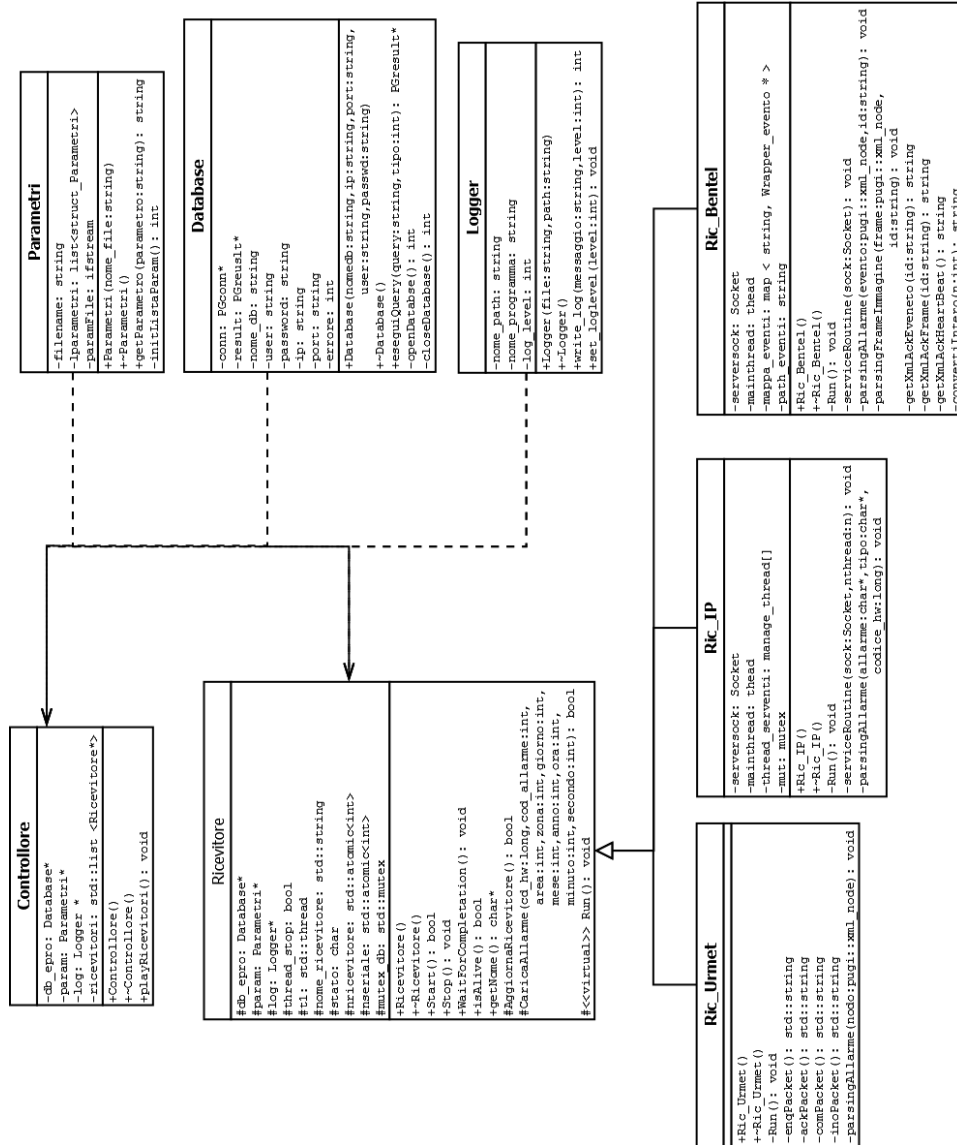 Controllore
-db_epro: Database*
-param: Parametri*
-log: Logger *
-ricevitori: std::list <Ricevitore*>
+Controllore()
+~Controllore()
+playRicevitori(): void
Parametri
-filename: string
-lparametri: list<struct_Parametri>
-paramFile: ifstream
+Parametri(nome_file:string)
+~Parametri()
+getParametro(parametro:string): string
-initListaParam(): int
Database
-conn: PGconn*
-result: PGreuslt*
-nome_db: string
-user: string
-password: string
-ip: string
-port: string
-errore: int
+Database(nomedb:string,ip:string,port:string,
user:string,password:string)
+~Database()
+eseguiQuery(query:string,tipo:int): PGresult*
-openDatabse(): int
-closeDatabase(): int
Logger
-nome_path: string
-nome_programma: string
-log_level: int
+Logger(file:string,path:string)
+~Logger()
+write_log(messaggio:string,level:int): int
+set_loglevel(level:int): void
Ricevitore
#db_epro: Database*
#param: Parametri*
#log: Logger*
#thread_stop: bool
#t1: std::thread
#nome_ricevitore: std::string
#stato: char
#nricevitore: std::atomic<int>
#nseriale: std::atomic<int>
#mutex_db: std::mutex
+Ricevitore()
+~Ricevitore()
+Start(): bool
+Stop(): void
+WaitForCompletation(): void
+isAlive(): bool
+getNome(): char*
#AggiornaRicevitore(): bool
#CaricaAllarme(cd_hw:long,cod_allarme:int,
area:int,zona:int,giorno:int,
mese:int,anno:int,ora:int,
minuto:int,secondo:int): bool
#<<virtual>> Run(): void
Ric_Urmet
+Ric_Urmet()
+~Ric_Urmet()
-Run(): void
-enqPacket(): std::string
-ackPacket(): std::string
-comPacket(): std::string
-inoPacket(): std::string
-parsingAllarme(nodo:pugi::xml_node): void
Ric_IP
-serversock: Socket
-mainthread: thead
-thread_serventi: manage_thread[]
-mut: mutex
+Ric_IP()
+~Ric_IP()
-Run(): void
-serviceRoutine(sock:Socket,nthread:n): void
-parsingAllarme(allarme:char*,tipo:char*,
codice_hw:long): void
Ric_Bentel
-serversock: Socket
-mainthread: thead
-mappa_eventi: map < string, Wrapper_evento * >
-path_eventi: string
+Ric_Bentel()
+~Ric_Bentel()
-Run(): void
-serviceRoutine(sock:Socket): void
-parsingAllarme(evento:pugi::xml_node,id:string): void
-parsingFrameImmagine(frame:pugi::xml_node,
id:string): void
-getXmlAckEveneto(id:string): string
-getXmlAckFrame(id:string): string
-getXmlAckHeartBeat(): string
-convertiIntero(n:int): string